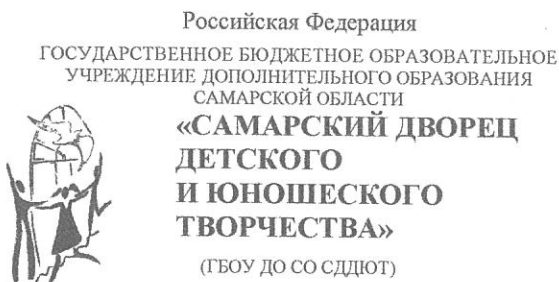 Российская Федерация
ГОСУДАРСТВЕННОЕ БЮДЖЕТНОЕ ОБРАЗОВАТЕЛЬНОЕ
УЧРЕЖДЕНИЕ ДОПОЛНИТЕЛЬНОГО ОБРАЗОВАНИЯ
САМАРСКОЙ ОБЛАСТИ
«САМАРСКИЙ ДВОРЕЦ
ДЕТСКОГО
И ЮНОШЕСКОГО
ТВОРЧЕСТВА»
(ГБОУ ДО СО СДДЮТ)